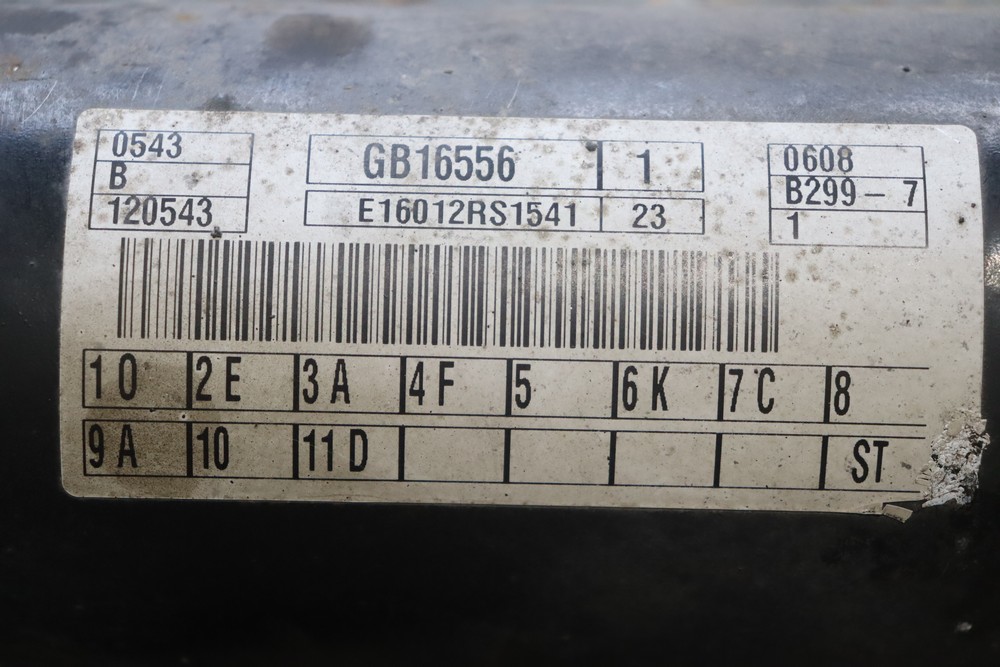 0543
B
120543
GB16556 1
E16012RS1541 23
0608
B299-7
1
1 0 2 E 3 A 4 F 5 6 K 7 C 8
9 A 10 11 D ST